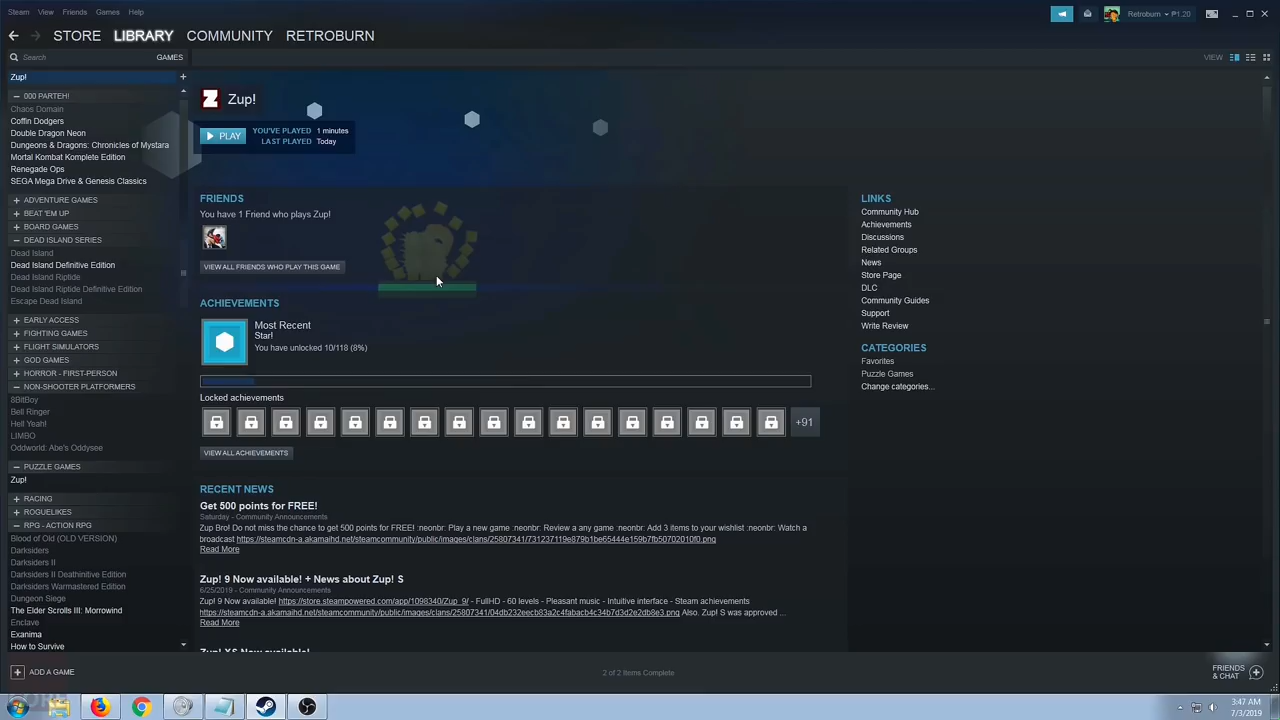 Steam View Friends Games Help
Retroburn ₱1.20
STORE LIBRARY COMMUNITY RETROBURN
Search GAMES
VIEW
Zup!
000 PARTEH!
Chaos Domain
Coffin Dodgers
Double Dragon Neon
Dungeons & Dragons: Chronicles of Mystara
Mortal Kombat Komplete Edition
Renegade Ops
SEGA Mega Drive & Genesis Classics
ADVENTURE GAMES
BEAT 'EM UP
BOARD GAMES
DEAD ISLAND SERIES
Dead Island
Dead Island Definitive Edition
Dead Island Riptide
Dead Island Riptide Definitive Edition
Escape Dead Island
EARLY ACCESS
FIGHTING GAMES
FLIGHT SIMULATORS
GOD GAMES
HORROR - FIRST-PERSON
NON-SHOOTER PLATFORMERS
8BitBoy
Bell Ringer
Hell Yeah!
LIMBO
Oddworld: Abe's Oddysee
PUZZLE GAMES
Zup!
RACING
ROGUELIKES
RPG - ACTION RPG
Blood of Old (OLD VERSION)
Darksiders
Darksiders II
Darksiders II Deathinitive Edition
Darksiders Warmastered Edition
Dungeon Siege
The Elder Scrolls III: Morrowind
Enclave
Exanima
How to Survive
ADD A GAME
Zup!
PLAY
YOU'VE PLAYED 1 minutes
LAST PLAYED Today
FRIENDS
You have 1 Friend who plays Zup!
VIEW ALL FRIENDS WHO PLAY THIS GAME
ACHIEVEMENTS
Most Recent
Star!
You have unlocked 10/118 (8%)
Locked achievements
+91
VIEW ALL ACHIEVEMENTS
RECENT NEWS
Get 500 points for FREE!
Saturday - Community Announcements
Zup Bro! Do not miss the chance to get 500 points for FREE! :neonbr: Play a new game :neonbr: Review a any game :neonbr: Add 3 items to your wishlist :neonbr: Watch a
broadcast
Read More
Zup! 9 Now available! + News about Zup! S
6/25/2019 - Community Announcements
Zup! 9 Now available! https://store.steampowered.com/app/1098340/Zup_9/ - FullHD - 60 levels - Pleasant music - Intuitive interface - Steam achievements
Also. Zup! S was approved ...
Read More
Zup! XS Now available!
LINKS
Community Hub
Achievements
Discussions
Related Groups
News
Store Page
DLC
Community Guides
Support
Write Review
CATEGORIES
Favorites
Puzzle Games
Change categories...
2 of 2 Items Complete
FRIENDS
& CHAT
3:47 AM
7/3/2019